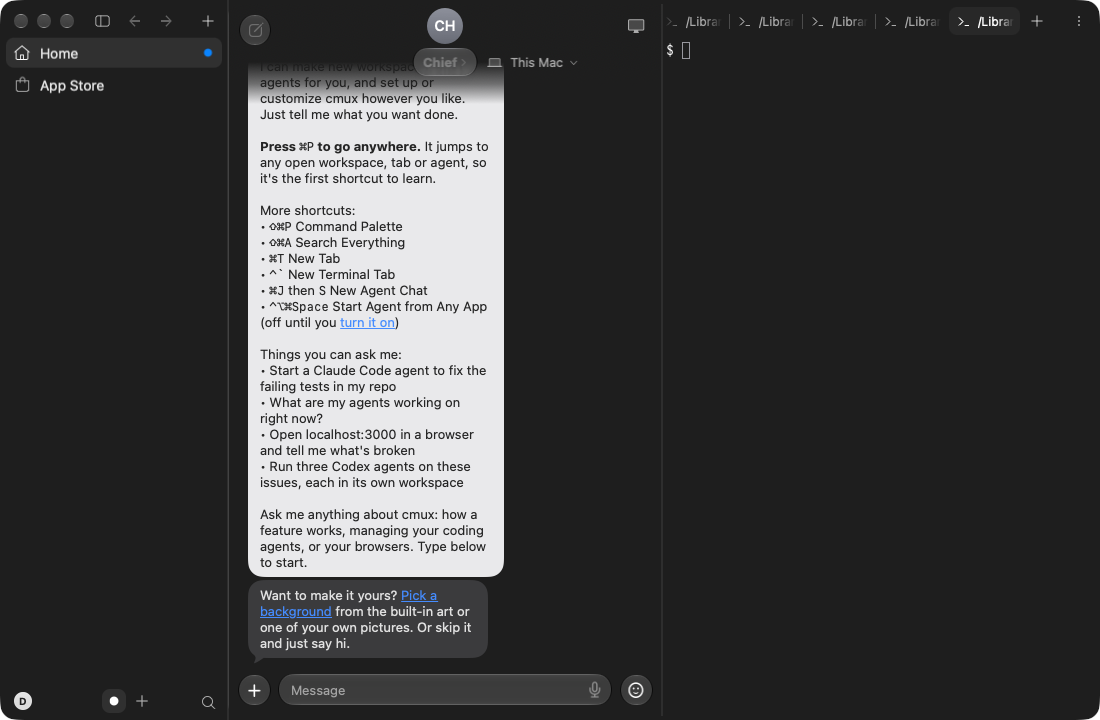 Home
App Store
D
CH
Chief
This Mac
agents for you, and set up or
customize cmux however you like.
Just tell me what you want done.
Press ⌘P to go anywhere. It jumps to
any open workspace, tab or agent, so
it's the first shortcut to learn.
More shortcuts:
• ⇧⌘P Command Palette
• ⇧⌘A Search Everything
• ⌘T New Tab
• ^` New Terminal Tab
• ⌘J then S New Agent Chat
• ^⌥⌘Space Start Agent from Any App
(off until you turn it on)
Things you can ask me:
• Start a Claude Code agent to fix the
failing tests in my repo
• What are my agents working on
right now?
• Open localhost:3000 in a browser
and tell me what's broken
• Run three Codex agents on these
issues, each in its own workspace
Ask me anything about cmux: how a
feature works, managing your coding
agents, or your browsers. Type below
to start.
Want to make it yours? Pick a
background from the built-in art or
one of your own pictures. Or skip it
and just say hi.
Message
/Librar
/Librar
/Librar
/Librar
/Librar
$